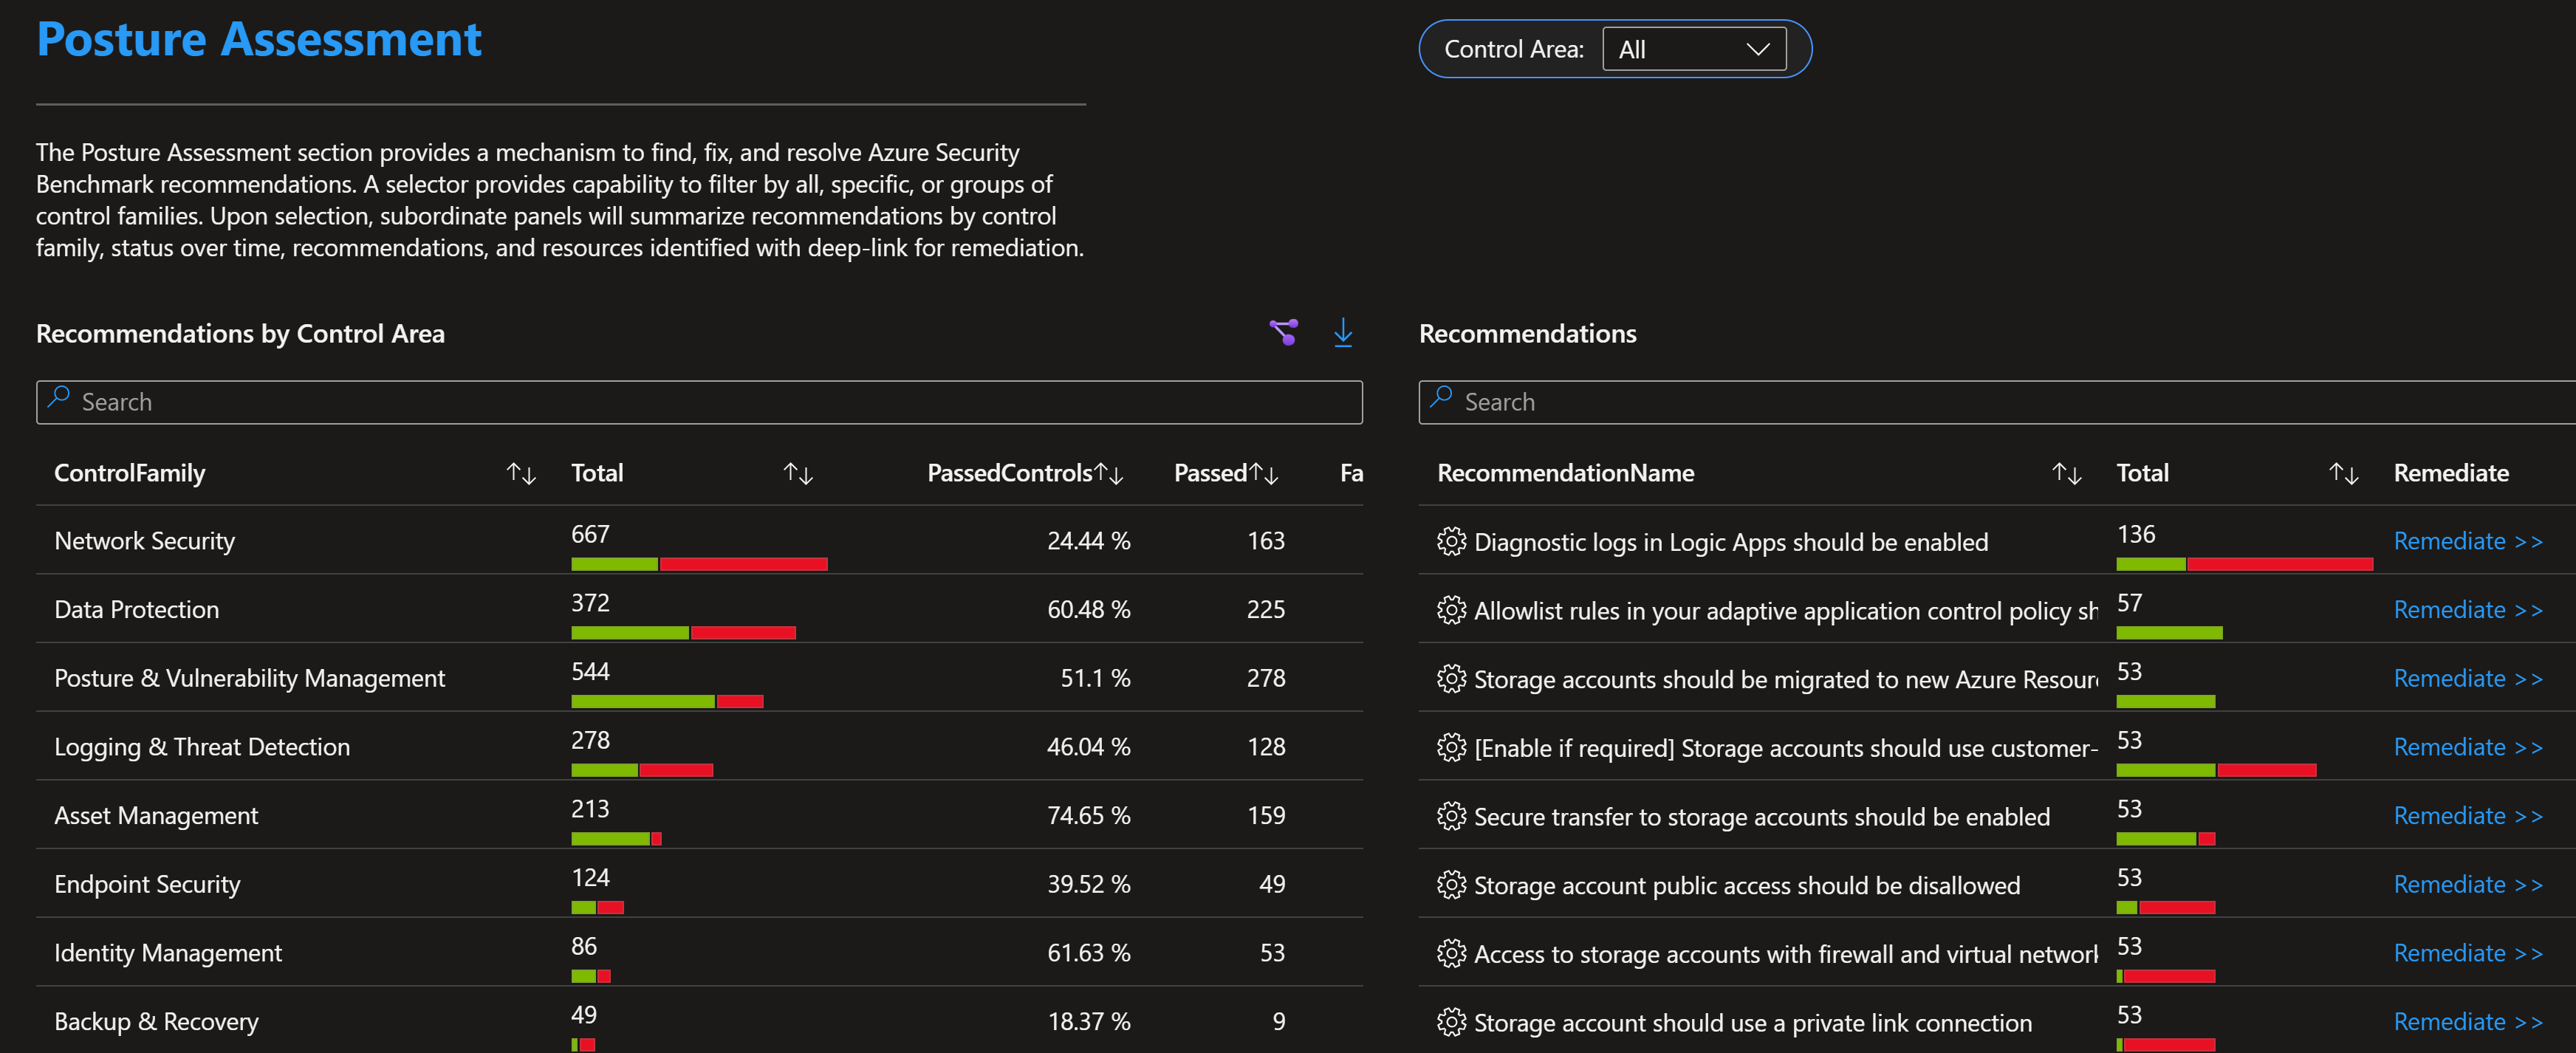 Posture Assessment
Control Area: All
The Posture Assessment section provides a mechanism to find, fix, and resolve Azure Security
Benchmark recommendations. A selector provides capability to filter by all, specific, or groups of
control families. Upon selection, subordinate panels will summarize recommendations by control
family, status over time, recommendations, and resources identified with deep-link for remediation.
Recommendations by Control Area
Search
ControlFamily Total PassedControls Passed Fa
Network Security 667 24.44 % 163
Data Protection 372 60.48 % 225
Posture & Vulnerability Management 544 51.1 % 278
Logging & Threat Detection 278 46.04 % 128
Asset Management 213 74.65 % 159
Endpoint Security 124 39.52 % 49
Identity Management 86 61.63 % 53
Backup & Recovery 49 18.37 % 9
Recommendations
Search
RecommendationName Total Remediate
Diagnostic logs in Logic Apps should be enabled 136 Remediate >>
Allowlist rules in your adaptive application control policy sh 57 Remediate >>
Storage accounts should be migrated to new Azure Resour 53 Remediate >>
[Enable if required] Storage accounts should use customer- 53 Remediate >>
Secure transfer to storage accounts should be enabled 53 Remediate >>
Storage account public access should be disallowed 53 Remediate >>
Access to storage accounts with firewall and virtual network 53 Remediate >>
Storage account should use a private link connection 53 Remediate >>